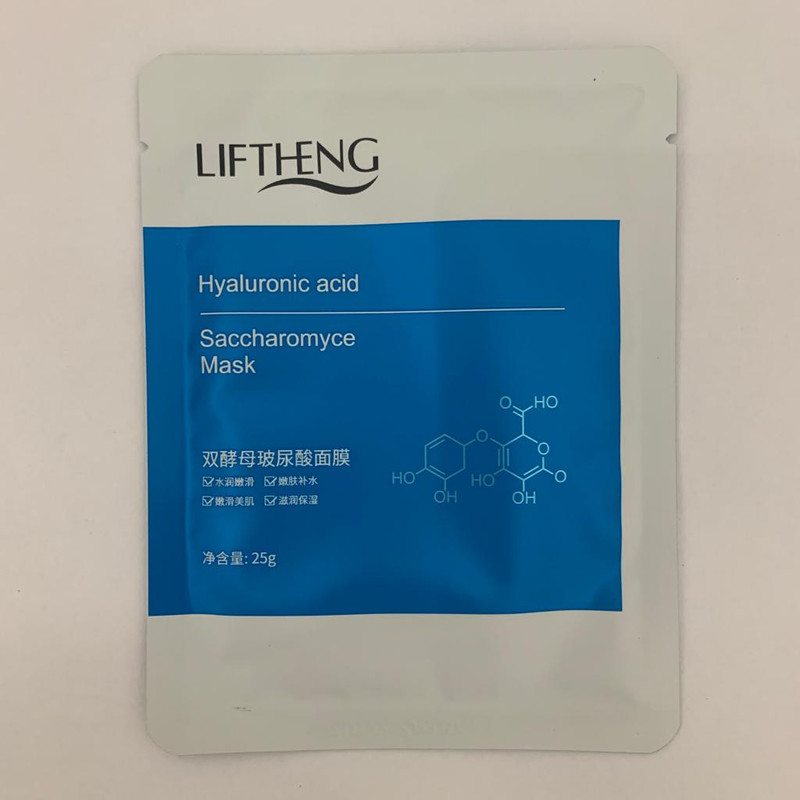 LIFTHENG
Hyaluronic acid
Saccharomyce
Mask
双酵母玻尿酸面膜
水润嫩滑 嫩肤补水
嫩滑美肌 滋润保湿
净含量: 25g
O HO
O O
HO HO O
OH OH